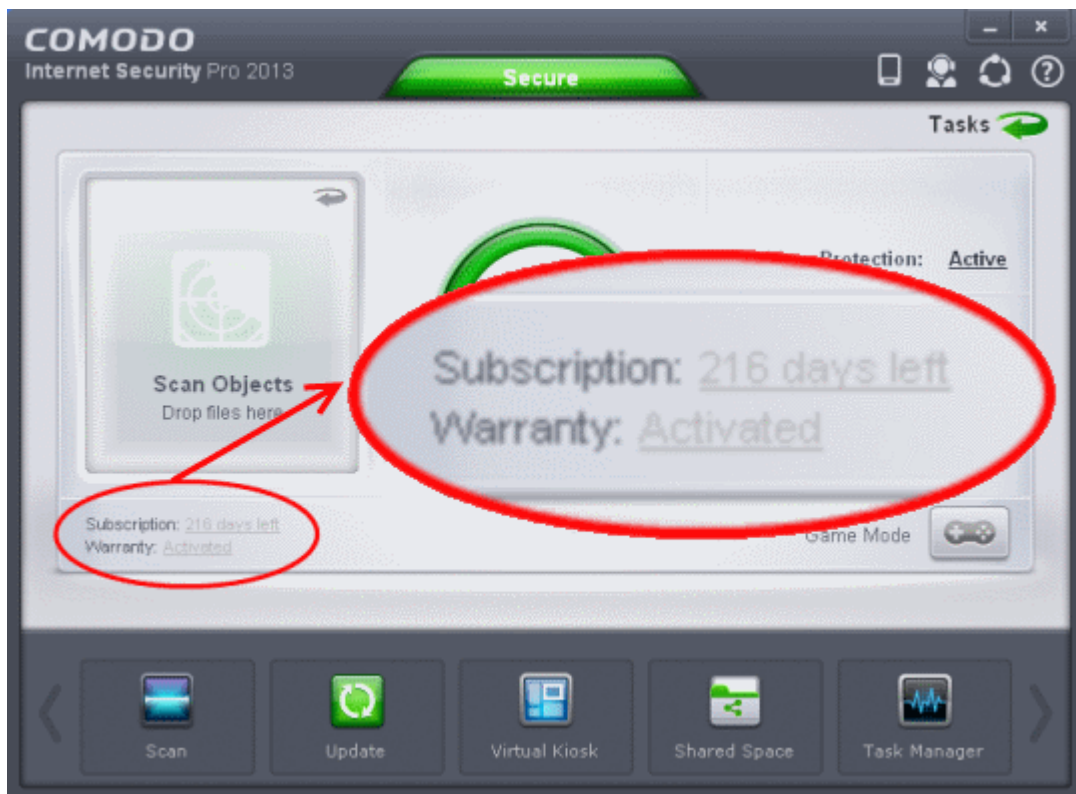 COMODO
Internet Security Pro 2013
Secure
Tasks
Protection: Active
Scan Objects
Drop files here
Subscription: 216 days left
Warranty: Activated
Subscription: 216 days left
Warranty: Activated
Game Mode
Scan
Update
Virtual Kiosk
Shared Space
Task Manager